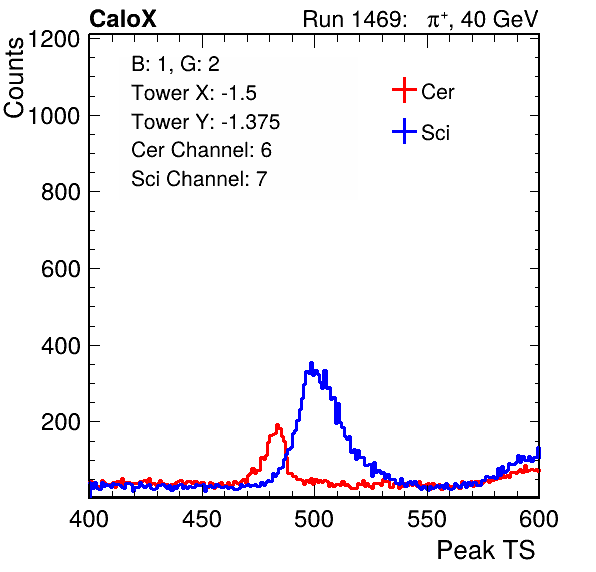 CaloX Run 1469: π⁺, 40 GeV
Counts
1200
1000
800
600
400
200
B: 1, G: 2
Tower X: -1.5
Tower Y: -1.375
Cer Channel: 6
Sci Channel: 7
Cer
Sci
400 450 500 550 600
Peak TS